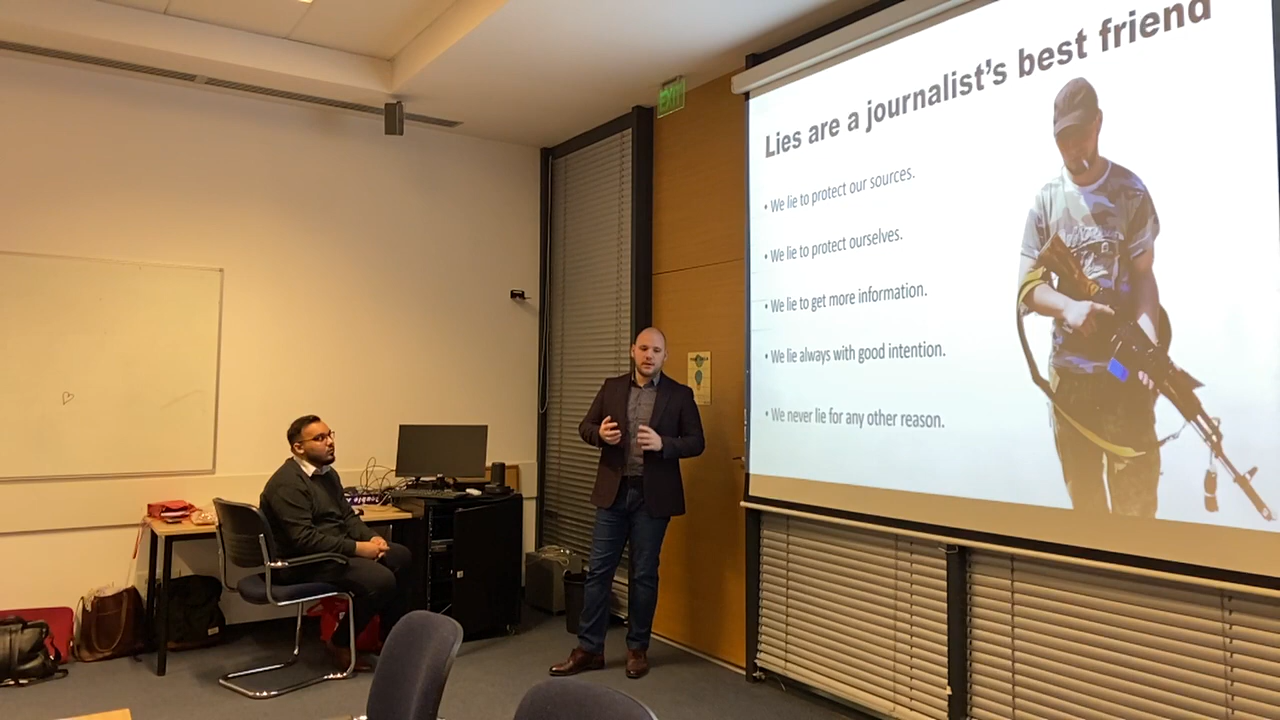 EXIT
Lies are a journalist's best friend
• We lie to protect our sources.
• We lie to protect ourselves.
• We lie to get more information.
• We lie always with good intention.
• We never lie for any other reason.